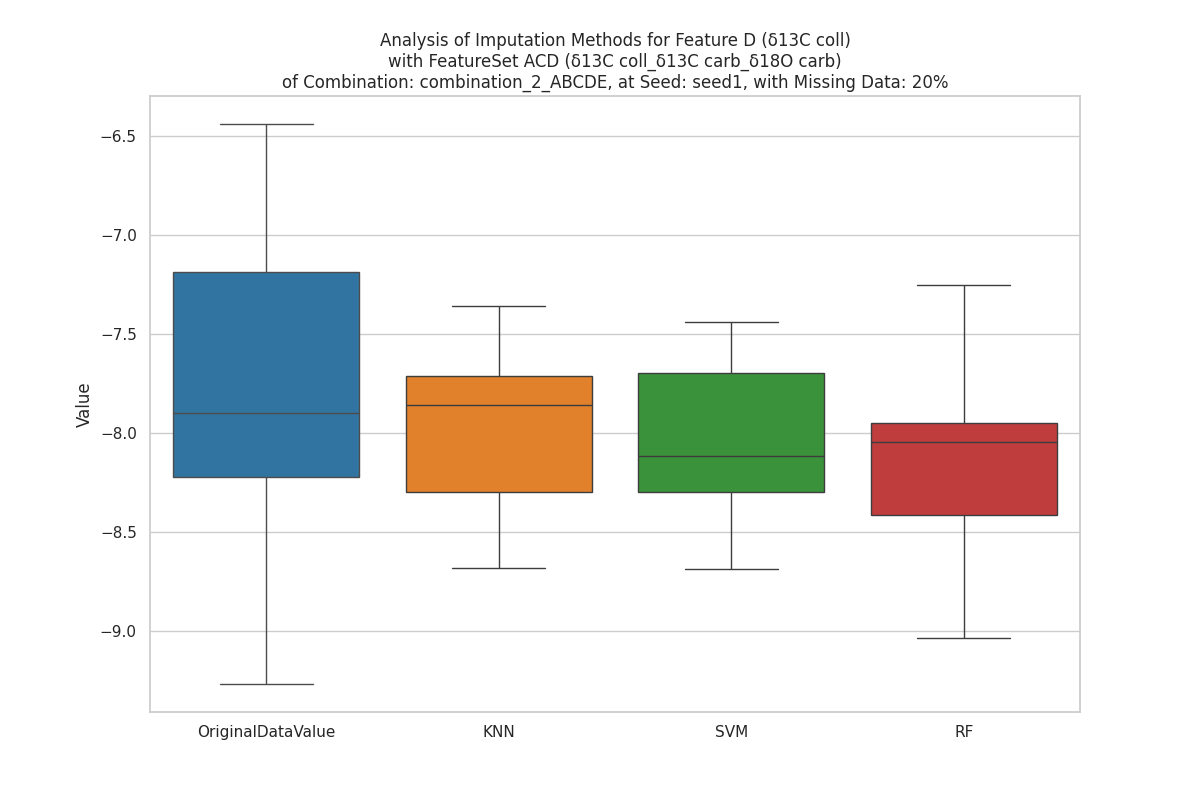 Analysis of Imputation Methods for Feature D (δ13C coll)
with FeatureSet ACD (δ13C coll_δ13C carb_δ18O carb)
of Combination: combination_2_ABCDE, at Seed: seed1, with Missing Data: 20%
−6.5
−7.0
−7.5
−8.0
−8.5
−9.0
Value
OriginalDataValue
KNN
SVM
RF